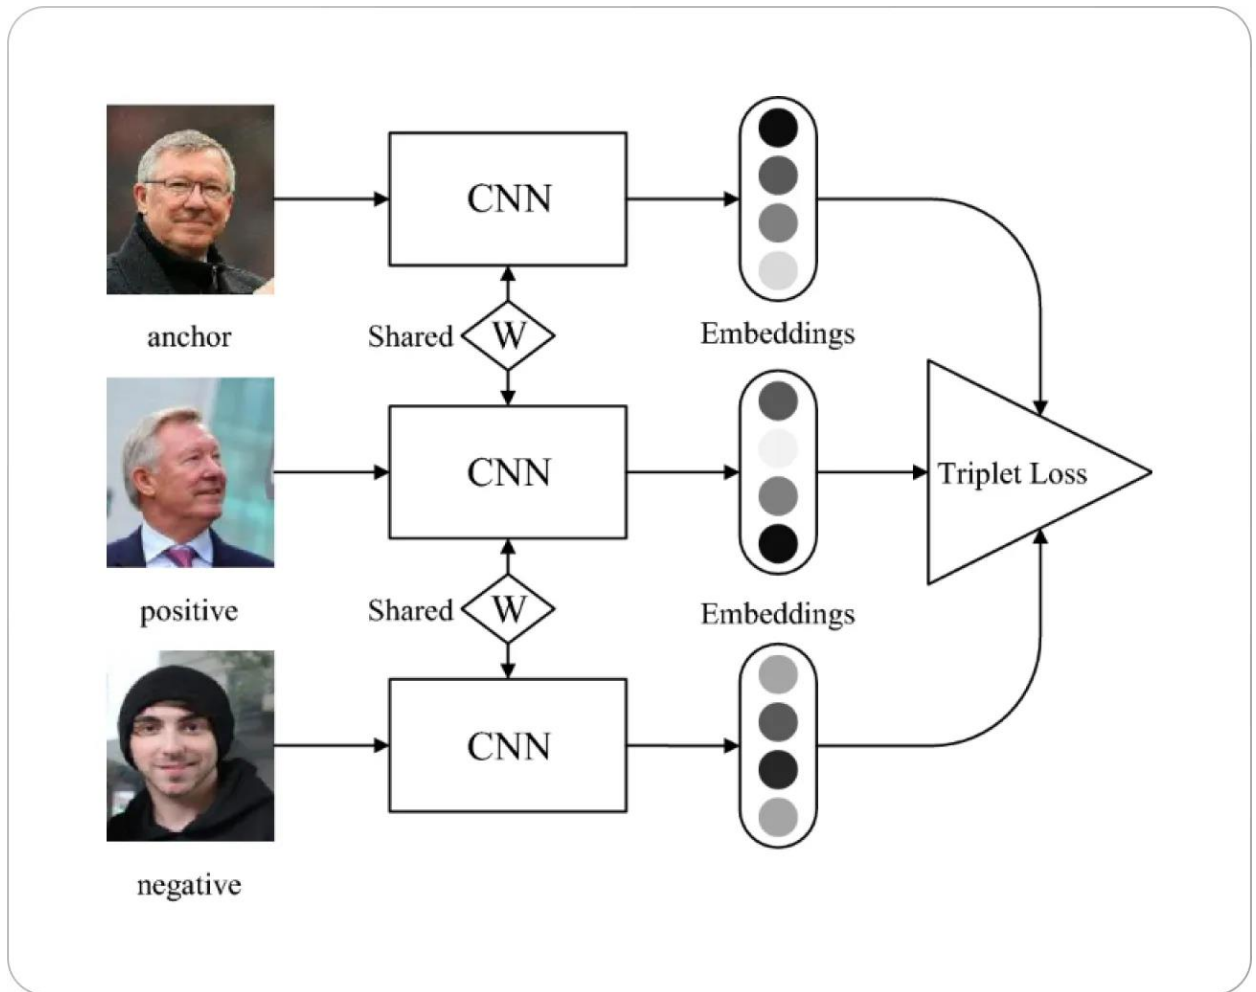 CNN
anchor
Shared W
Embeddings
CNN
Triplet Loss
positive
Shared W
Embeddings
CNN
negative